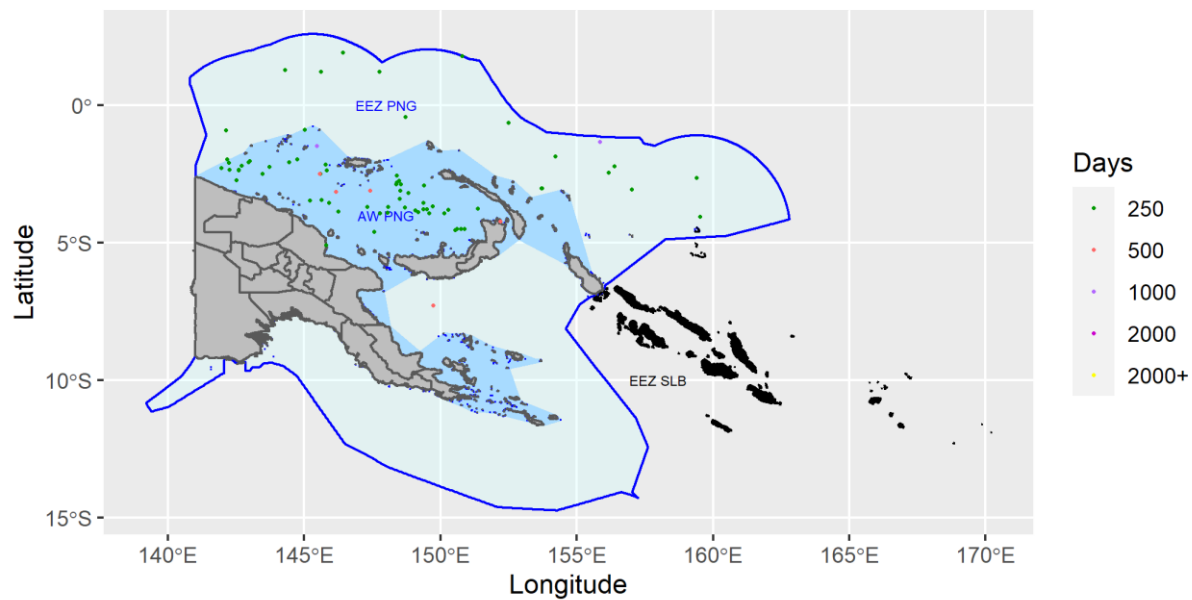 EEZ PNG
AW PNG
EEZ SLB
0°
5°S
10°S
15°S
Latitude
140°E
145°E
150°E
155°E
160°E
165°E
170°E
Longitude
Days
250
500
1000
2000
2000+